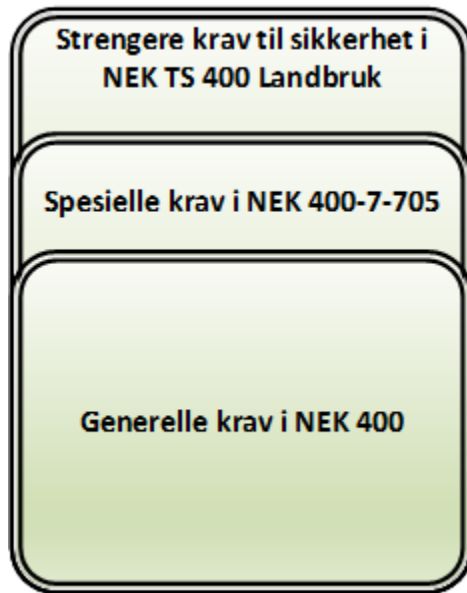 Strengere krav til sikkerhet i
NEK TS 400 Landbruk
Spesielle krav i NEK 400-7-705
Generelle krav i NEK 400